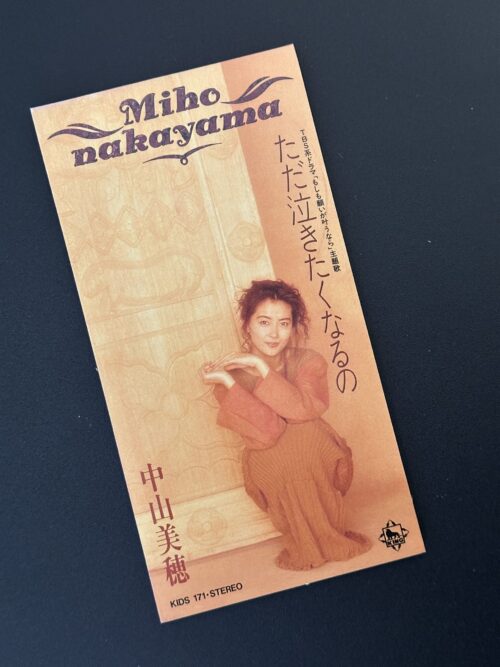 Miho
nakayama
TBS系ドラマ「もしも願いが叶うなら」主題歌
ただ泣きたくなるの
中山美穂
KIDS 171・STEREO